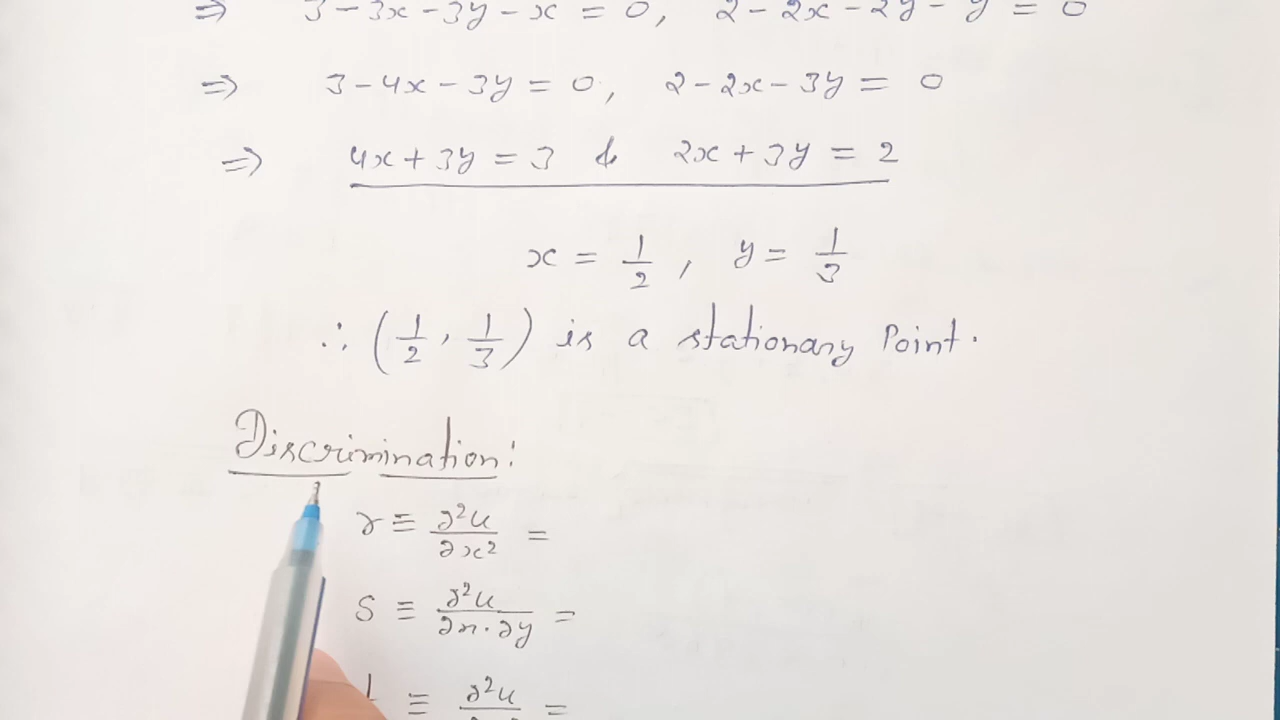 ⇒ 3-3x-3y-x = 0, 2-2x-2y-y = 0
⇒ 3-4x-3y = 0, 2-2x-3y = 0
⇒ 4x+3y = 3 & 2x+3y = 2
x = 1/2, y = 1/3
∴ (1/2, 1/3) is a stationary Point.
Discrimination:
r ≡ ∂²u/∂x² =
S ≡ ∂²u/∂x·∂y =
≡ ∂²u =